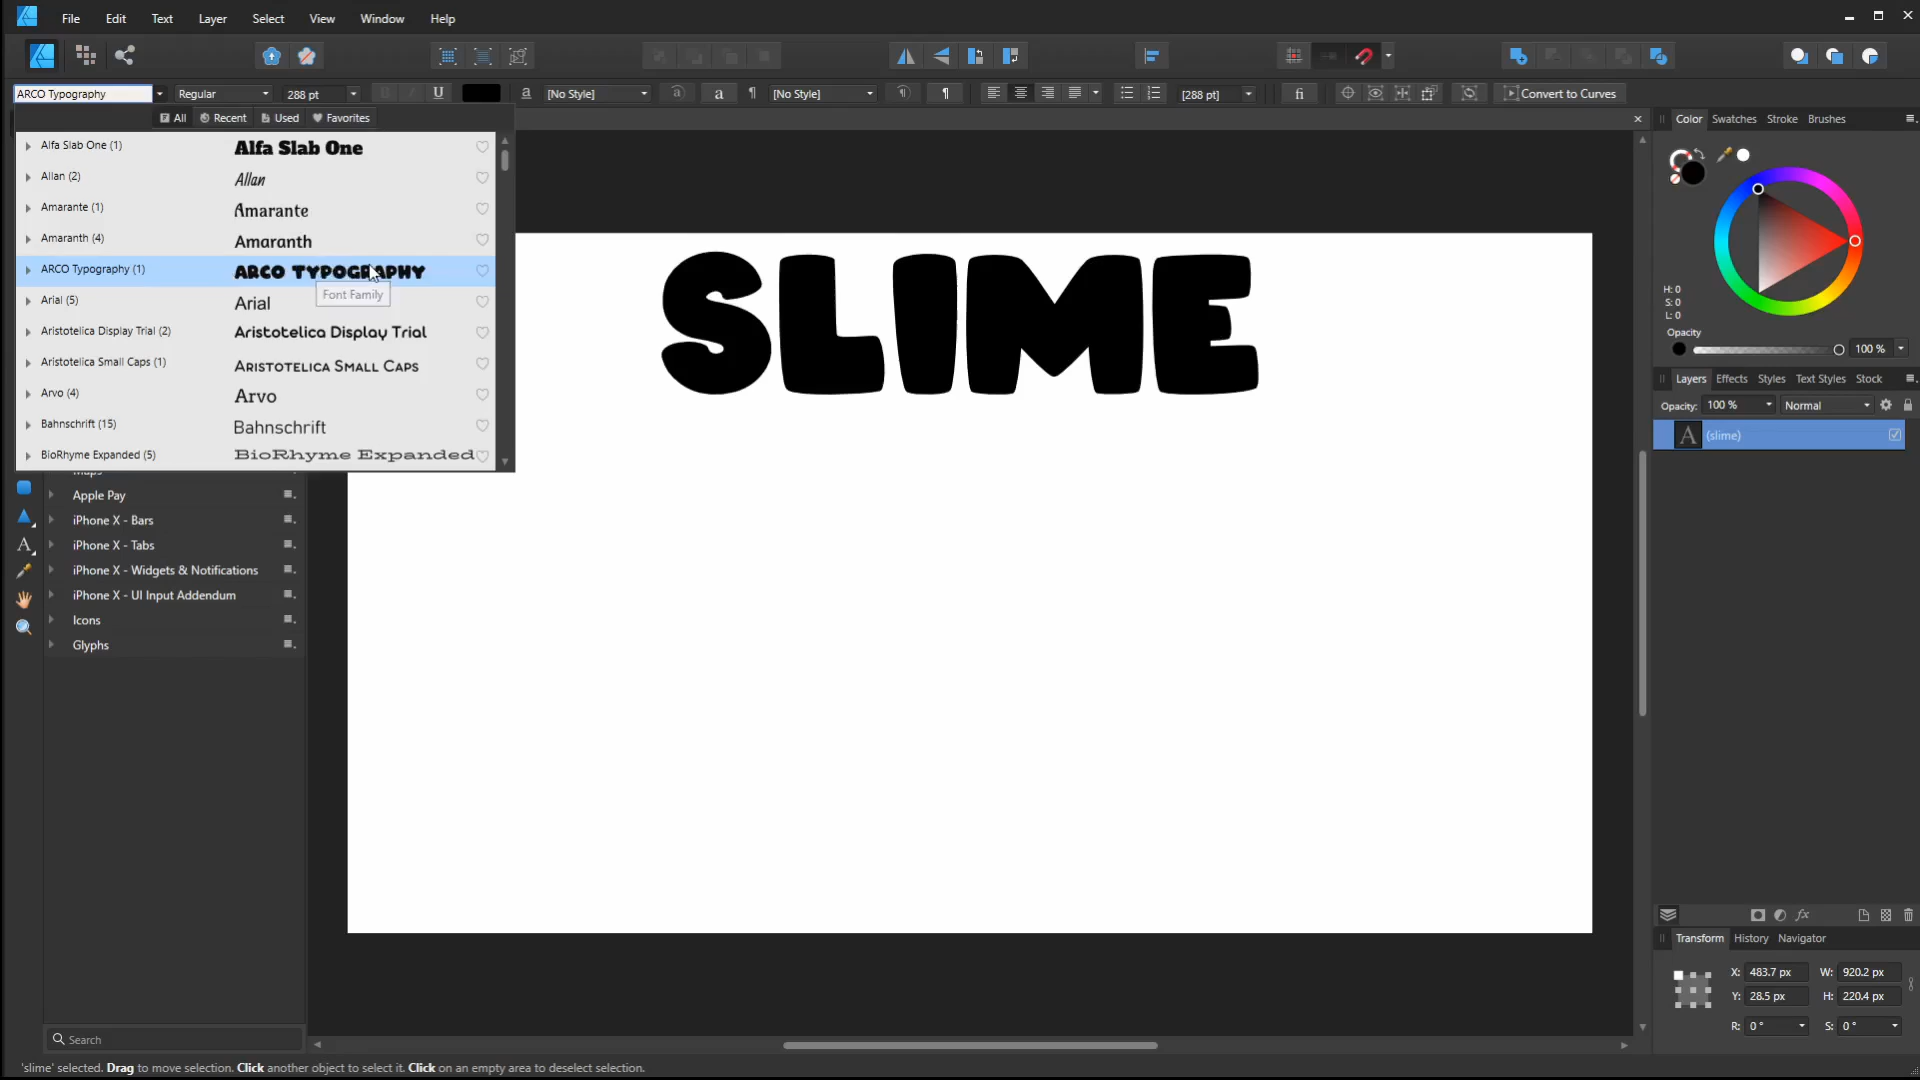 File Edit Text Layer Select View Window Help
ARCO Typography Regular 288 pt U a [No Style] a a ¶ [No Style] ¶ [288 pt] fi Convert to Curves
All Recent Used Favorites
Color Swatches Stroke Brushes
Alfa Slab One (1) Alfa Slab One
Allan (2) Allan
Amarante (1) Amarante
Amaranth (4) Amaranth
ARCO Typography (1) ARCO TYPOGRAPHY
Font Family
Arial (5) Arial
Aristotelica Display Trial (2) Aristotelica Display Trial
Aristotelica Small Caps (1) Aristotelica Small Caps
Arvo (4) Arvo
Bahnschrift (15) Bahnschrift
BioRhyme Expanded (5) BioRhyme Expanded
SLIME
H: 0
S: 0
L: 0
Opacity
100 %
Layers Effects Styles Text Styles Stock
Opacity: 100 % Normal
A (slime)
Apple Pay
iPhone X - Bars
iPhone X - Tabs
iPhone X - Widgets & Notifications
iPhone X - UI Input Addendum
Icons
Glyphs
A
fx
Transform History Navigator
X: 483.7 px W: 920.2 px
Y: 28.5 px H: 220.4 px
R: 0 ° S: 0 °
Search
'slime' selected. Drag to move selection. Click another object to select it. Click on an empty area to deselect selection.